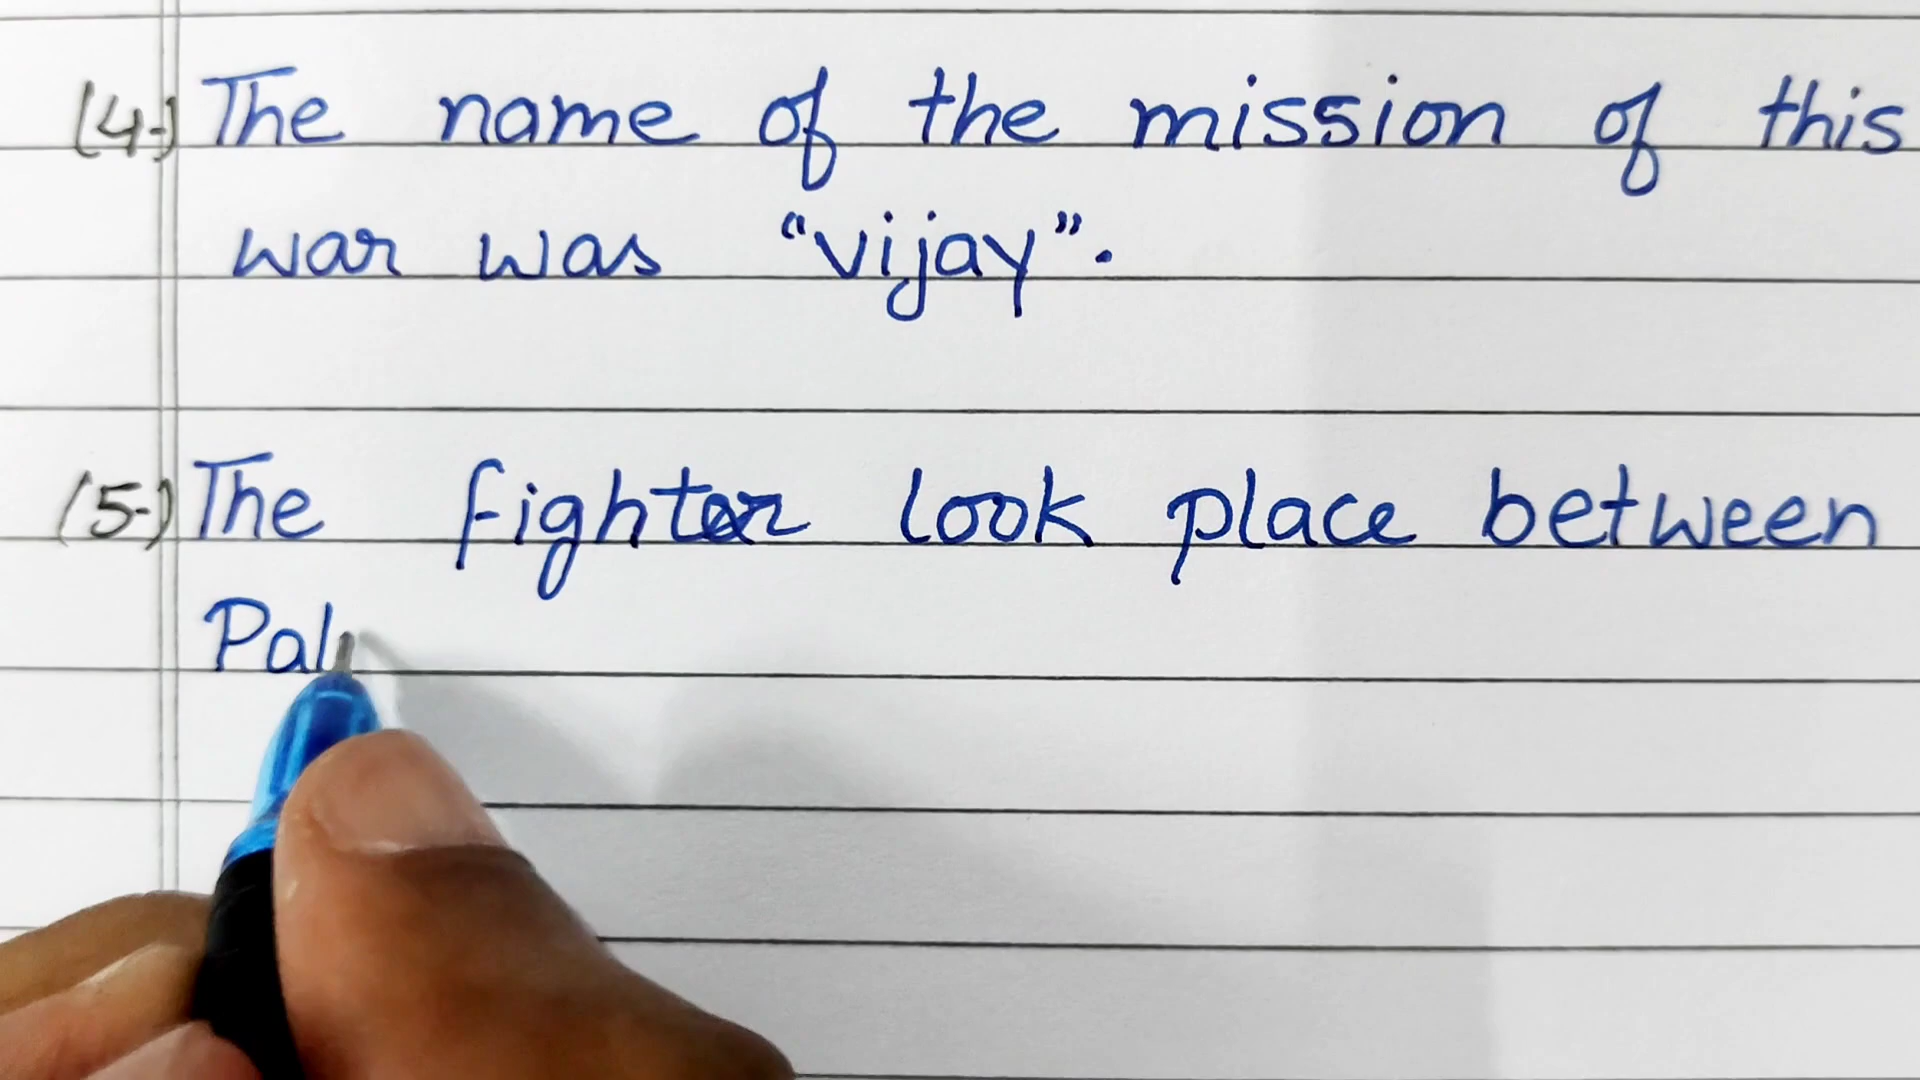 (4.) The name of the mission of this
war was "vijay".
(5.) The fighter look place between
Pal